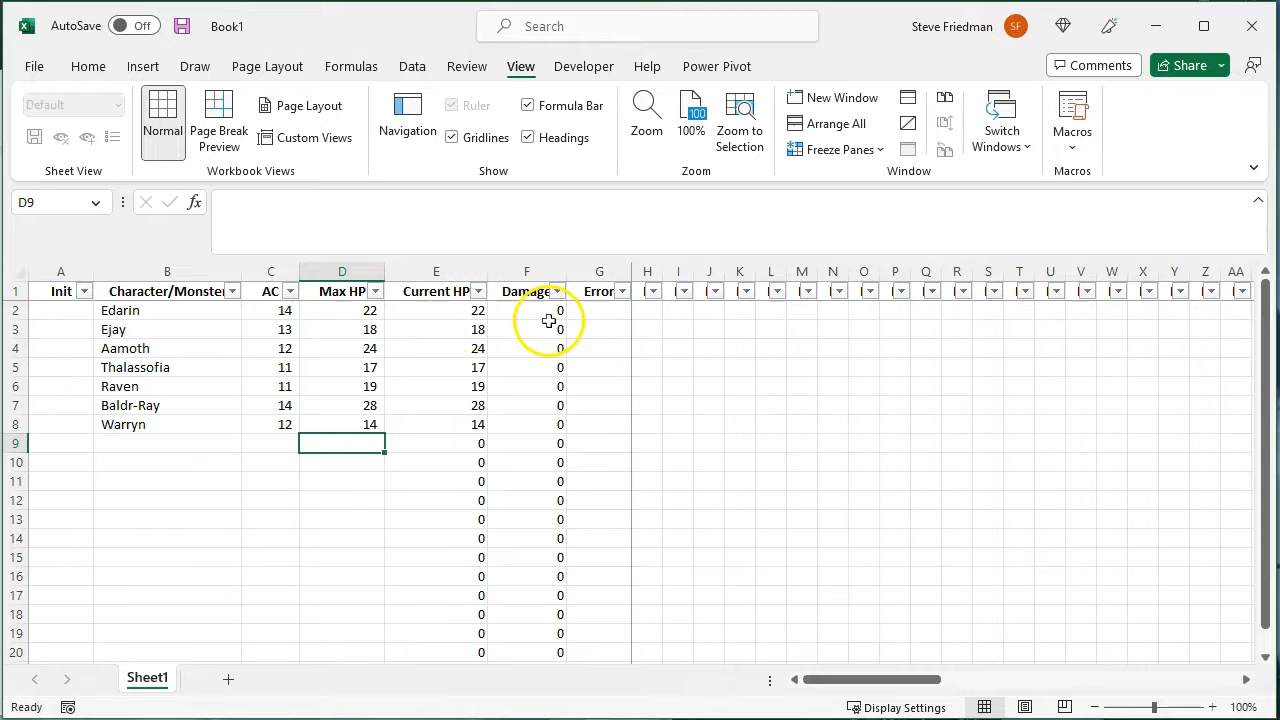 AutoSave Off Book1 Search Steve Friedman SF
File Home Insert Draw Page Layout Formulas Data Review View Developer Help Power Pivot Comments Share
Default Normal Page Break Preview Page Layout Custom Views Navigation Ruler Formula Bar Gridlines Headings Zoom 100 100% Zoom to Selection New Window Arrange All Freeze Panes Switch Windows Macros
Sheet View Workbook Views Show Zoom Window Macros
D9 fx
A B C D E F G H I J K L M N O P Q R S T U V W X Y Z AA
1 Init Character/Monster AC Max HP Current HP Damage Error
2 Edarin 14 22 22 0
3 Ejay 13 18 18 0
4 Aamoth 12 24 24 0
5 Thalassofia 11 17 17 0
6 Raven 11 19 19 0
7 Baldr-Ray 14 28 28 0
8 Warryn 12 14 14 0
9 0 0
10 0 0
11 0 0
12 0 0
13 0 0
14 0 0
15 0 0
16 0 0
17 0 0
18 0 0
19 0 0
20 0 0
Sheet1
Ready Display Settings 100%